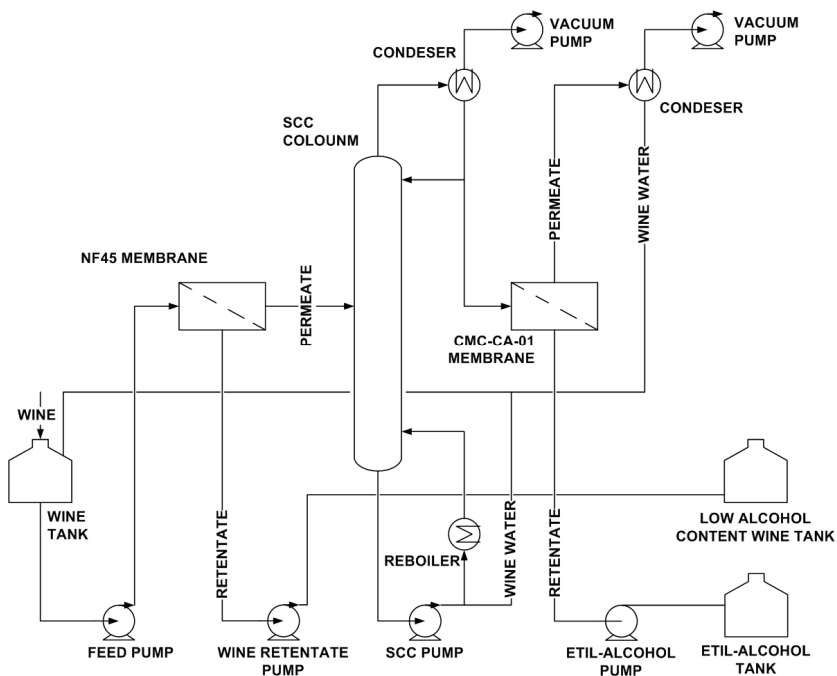 VACUUM
PUMP
VACUUM
PUMP
CONDESER
CONDESER
SCC
COLOUNM
PERMEATE
WINE WATER
NF45 MEMBRANE
PERMEATE
CMC-CA-01
MEMBRANE
WINE
WINE
TANK
RETENTATE
REBOILER
WINE WATER
RETENTATE
LOW ALCOHOL
CONTENT WINE TANK
FEED PUMP
WINE RETENTATE
PUMP
SCC PUMP
ETIL-ALCOHOL
PUMP
ETIL-ALCOHOL
TANK